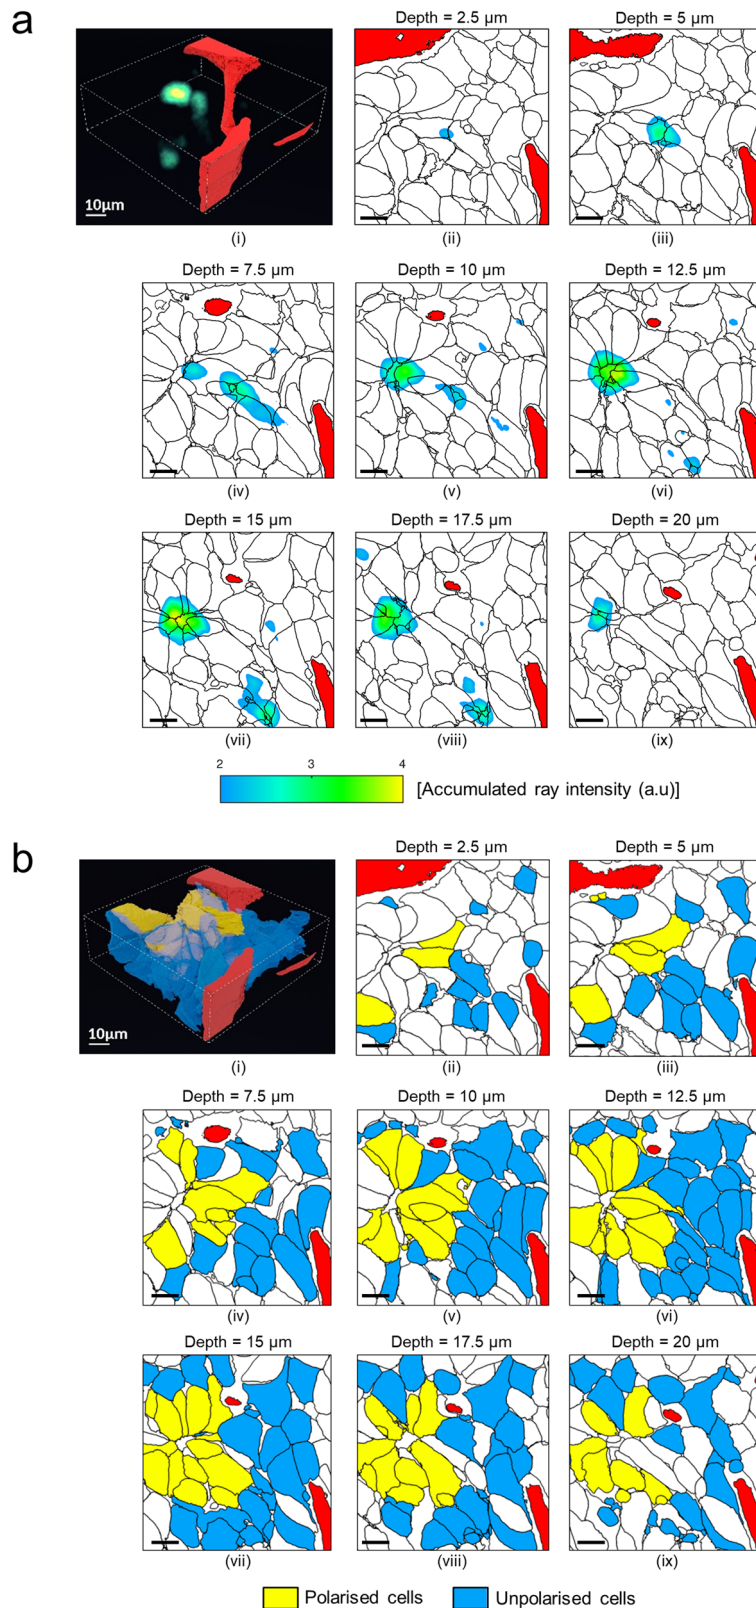 a
Depth = 2.5 µm
Depth = 5 µm
10µm
(i)
(ii)
(iii)
Depth = 7.5 µm
Depth = 10 µm
Depth = 12.5 µm
(iv)
(v)
(vi)
Depth = 15 µm
Depth = 17.5 µm
Depth = 20 µm
(vii)
(viii)
(ix)
2
3
4
[Accumulated ray intensity (a.u)]
b
Depth = 2.5 µm
Depth = 5 µm
10µm
(i)
(ii)
(iii)
Depth = 7.5 µm
Depth = 10 µm
Depth = 12.5 µm
(iv)
(v)
(vi)
Depth = 15 µm
Depth = 17.5 µm
Depth = 20 µm
(vii)
(viii)
(ix)
Polarised cells
Unpolarised cells